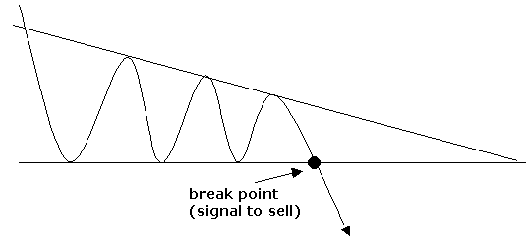 break point
(signal to sell)